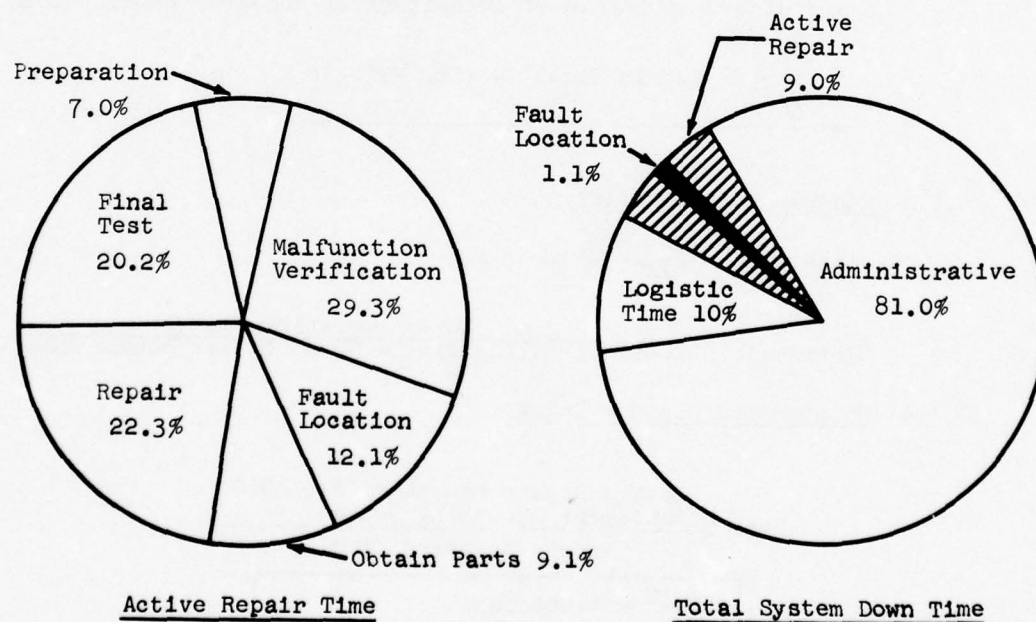 Preparation
7.0%
Final
Test
20.2%
Malfunction
Verification
29.3%
Repair
22.3%
Fault
Location
12.1%
Obtain Parts 9.1%
Active Repair Time
Active
Repair
9.0%
Fault
Location
1.1%
Logistic
Time 10%
Administrative
81.0%
Total System Down Time